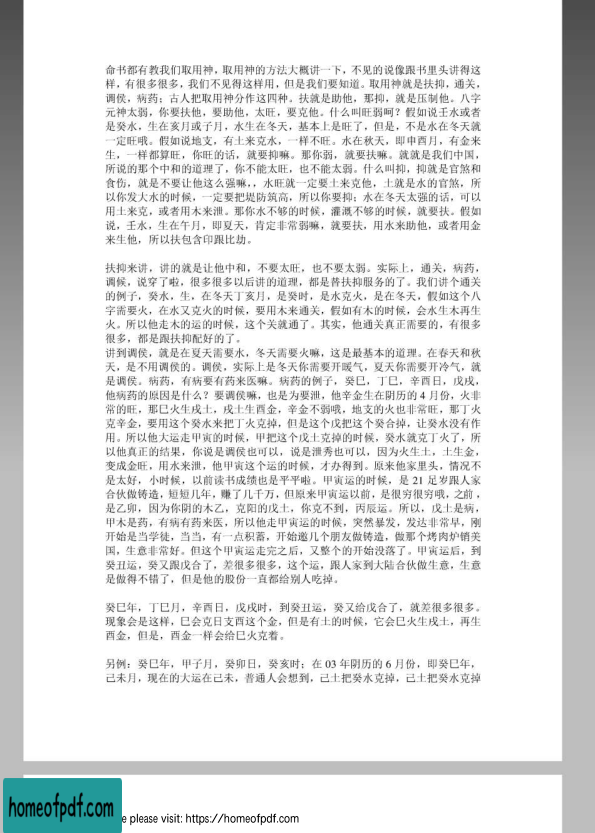 命书都有教我们取用神，取用神的方法大概讲一下，不见的说像跟书里头讲得这
样，有很多很多，我们不见得这样用，但是我们要知道。取用神就是扶抑，通关，
调侯，病药；古人把取用神分作这四种。扶就是助他，那抑，就是压制他。八字
元神太弱，你要扶他，要助他，太旺，要克他。什么叫旺弱呵？假如说壬水或者
是癸水，生在亥月或子月，水生在冬天，基本上是旺了，但是，不是水在冬天就
一定旺哦。假如说地支，有土来克水，一样不旺。水在秋天，即申酉月，有金来
生，一样都算旺，你旺的话，就要抑嘛。那你弱，就要扶嘛。就就是我们中国，
所说的那个中和的道理了，你不能太旺，也不能太弱。什么叫抑，抑就是官煞和
食伤，就是不要让他这么强嘛，，水旺就一定要土来克他，土就是水的官煞，所
以你发大水的时候，一定要把堤防筑高，所以你要抑；水在冬天太强的话，可以
用土来克，或者用木来泄。那你水不够的时候，灌溉不够的时候，就要扶。假如
说，壬水，生在午月，即夏天，肯定非常弱嘛，就要扶，用水来助他，或者用金
来生他，所以扶包含印跟比劫。
扶抑来讲，讲的就是让他中和，不要太旺，也不要太弱。实际上，通关，病药，
调候，说穿了啦，很多很多以后讲的道理，都是替扶抑服务的了。我们讲个通关
的例子，癸水，生，在冬天丁亥月，是癸时，是水克火，是在冬天，假如这个八
字需要火，在水又克火的时候，要用木来通关，假如有木的时候，会水生木再生
火。所以他走木的运的时候，这个关就通了。其实，他通关真正需要的，有很多
很多，都是跟扶抑配好的了。
讲到调侯，就是在夏天需要水，冬天需要火嘛，这是最基本的道理。在春天和秋
天，是不用调侯的。调侯，实际上是冬天你需要开暖气，夏天你需要开冷气，就
是调侯。病药，有病要有药来医嘛。病药的例子，癸巳，丁巳，辛酉日，戊戌，
他病药的原因是什么？要调侯嘛，也是为要泄，他辛金生在阴历的 4 月份，火非
常的旺，那巳火生戌土，戌土生酉金，辛金不弱哦，地支的火也非常旺，那丁火
克辛金，要用这个癸水来把丁火克掉，但是这个戊把这个癸合掉，让癸水没有作
用。所以他大运走甲寅的时候，甲把这个戊土克掉的时候，癸水就克丁火了，所
以他真正的结果，你说是调侯也可以，说是泄秀也可以，因为火生土，土生金，
变成金旺，用水来泄，他甲寅这个运的时候，才办得到。原来他家里头，情况不
是太好，小时候，以前读书成绩也是平平啦。甲寅运的时候，是 21 足岁跟人家
合伙做铸造，短短几年，赚了几千万，但原来甲寅运以前，是很穷很穷哦，之前，
是乙卯，因为你阴的木乙，克阳的戊土，你克不到，丙辰运。所以，戊土是病，
甲木是药，有病有药来医，所以他走甲寅运的时候，突然暴发，发达非常早，刚
开始是当学徒，当当，有一点积蓄，开始邀几个朋友做铸造，做那个烤肉炉销美
国，生意非常好。但这个甲寅运走完之后，又整个的开始没落了。甲寅运后，到
癸丑运，癸又跟戊合了，差很多很多，这个运，跟人家到大陆合伙做生意，生意
是做得不错了，但是他的股份一直都给别人吃掉。
癸巳年，丁巳月，辛酉日，戊戌时，到癸丑运，癸又给戊合了，就差很多很多。
现象会是这样，巳会克日支酉这个金，但是有土的时候，它会巳火生戌土，再生
酉金，但是，酉金一样会给巳火克着。
另例：癸巳年，甲子月，癸卯日，癸亥时；在 03 年阴历的 6 月份，即癸巳年，
己未月，现在的大运在己未，普通人会想到，己土把癸水克掉，己土把癸水克掉
homeofpdf.com
e please visit: https://homeofpdf.com